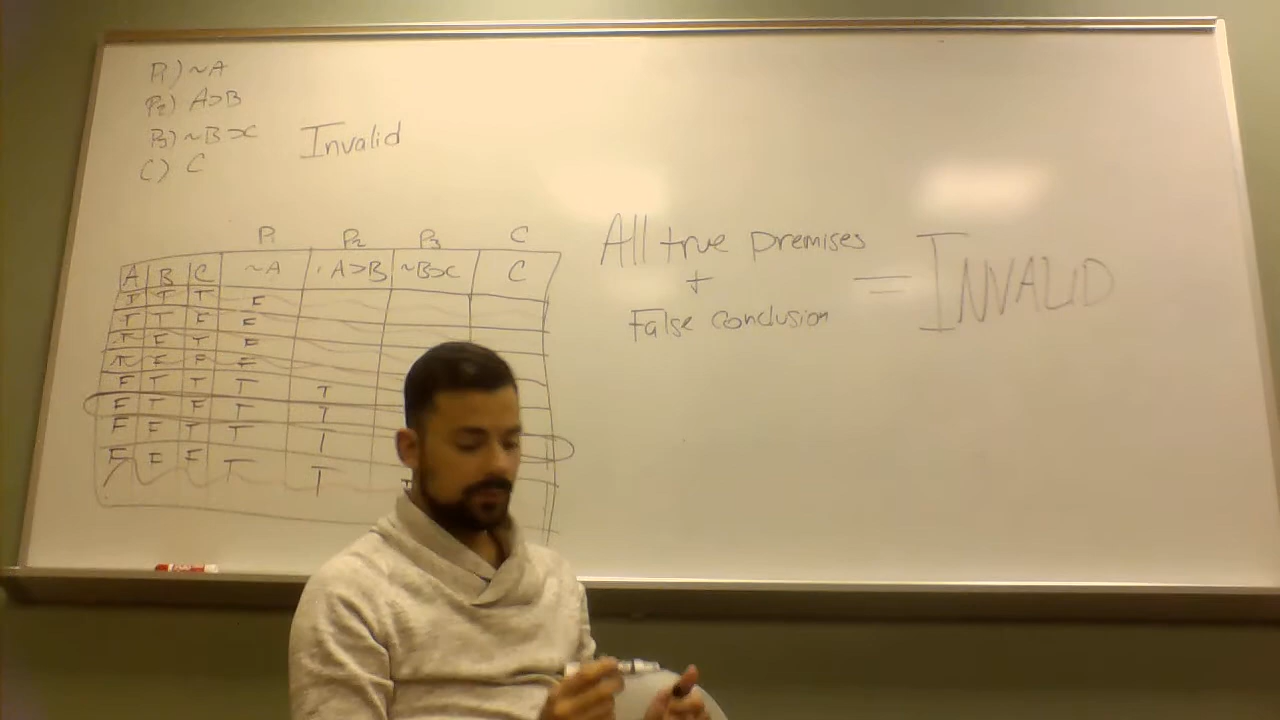 P1) ~A
P2) A⊃B
P3) ~B⊃C
C) C
Invalid
P1 P2 P3 C
A B C ~A A⊃B ~B⊃C C
T T T F
T T F F
T F T F
T F F F
F T T T T
F T F T T
F F T T T
F F F T T
All true premises
+
False conclusion
= INVALID